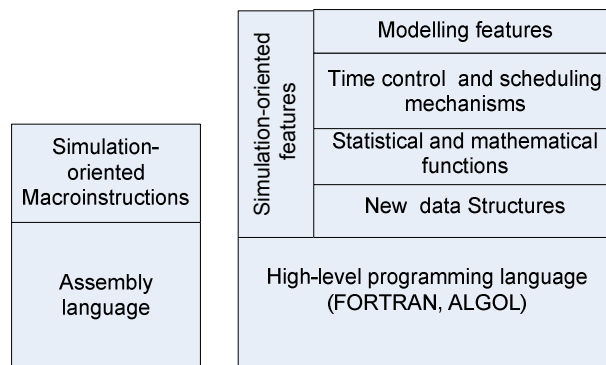 Simulation-
oriented
Macroinstructions
Assembly
language
Simulation-oriented
features
Modelling features
Time control and scheduling
mechanisms
Statistical and mathematical
functions
New data Structures
High-level programming language
(FORTRAN, ALGOL)